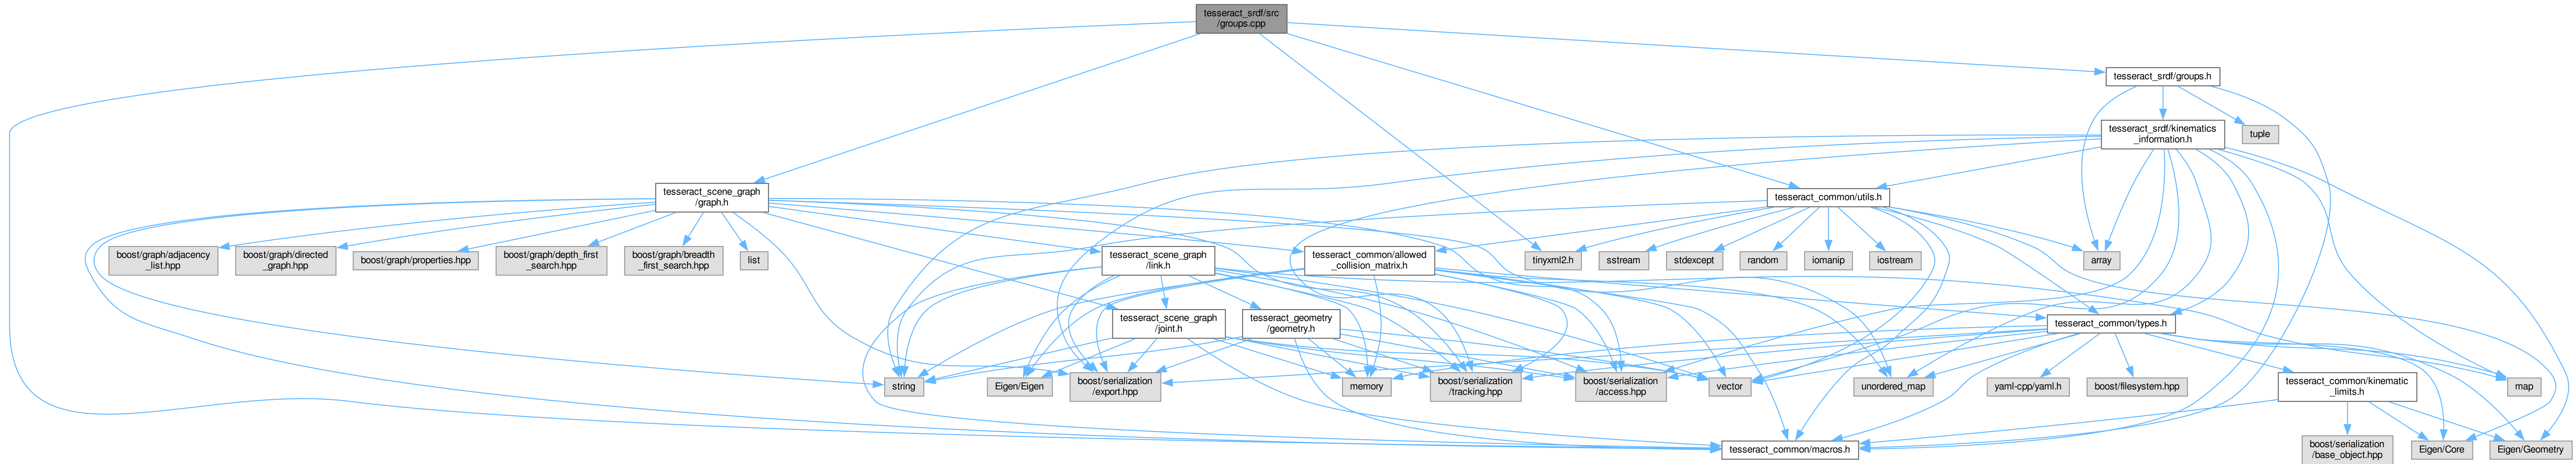 tesseract_srdf/src
/groups.cpp
tesseract_srdf/groups.h
tesseract_srdf/kinematics
_information.h
tuple
tesseract_scene_graph
/graph.h
tesseract_common/utils.h
boost/graph/adjacency
_list.hpp
boost/graph/directed
_graph.hpp
boost/graph/properties.hpp
boost/graph/depth_first
_search.hpp
boost/graph/breadth
_first_search.hpp
list
tesseract_scene_graph
/link.h
tesseract_common/allowed
_collision_matrix.h
tinyxml2.h
sstream
stdexcept
random
iomanip
iostream
array
tesseract_scene_graph
/joint.h
tesseract_geometry
/geometry.h
tesseract_common/types.h
string
Eigen/Eigen
boost/serialization
/export.hpp
memory
boost/serialization
/tracking.hpp
boost/serialization
/access.hpp
vector
unordered_map
yaml-cpp/yaml.h
boost/filesystem.hpp
tesseract_common/kinematic
_limits.h
map
tesseract_common/macros.h
boost/serialization
/base_object.hpp
Eigen/Core
Eigen/Geometry